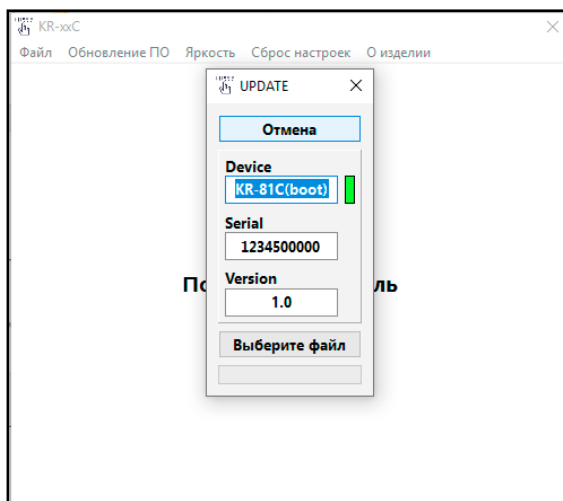 KR-xxC
Файл Обновление ПО Яркость Сброс настроек О изделии
UPDATE
Отмена
Device
KR-81C(boot)
Serial
1234500000
Version
1.0
Выберите файл